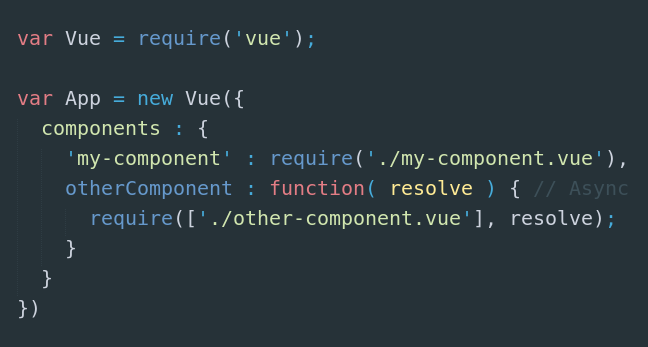 var Vue = require('vue');

var App = new Vue({
  components : {
    'my-component' : require('./my-component.vue'),
    otherComponent : function( resolve ) { // Async
      require(['./other-component.vue'], resolve);
    }
  }
})